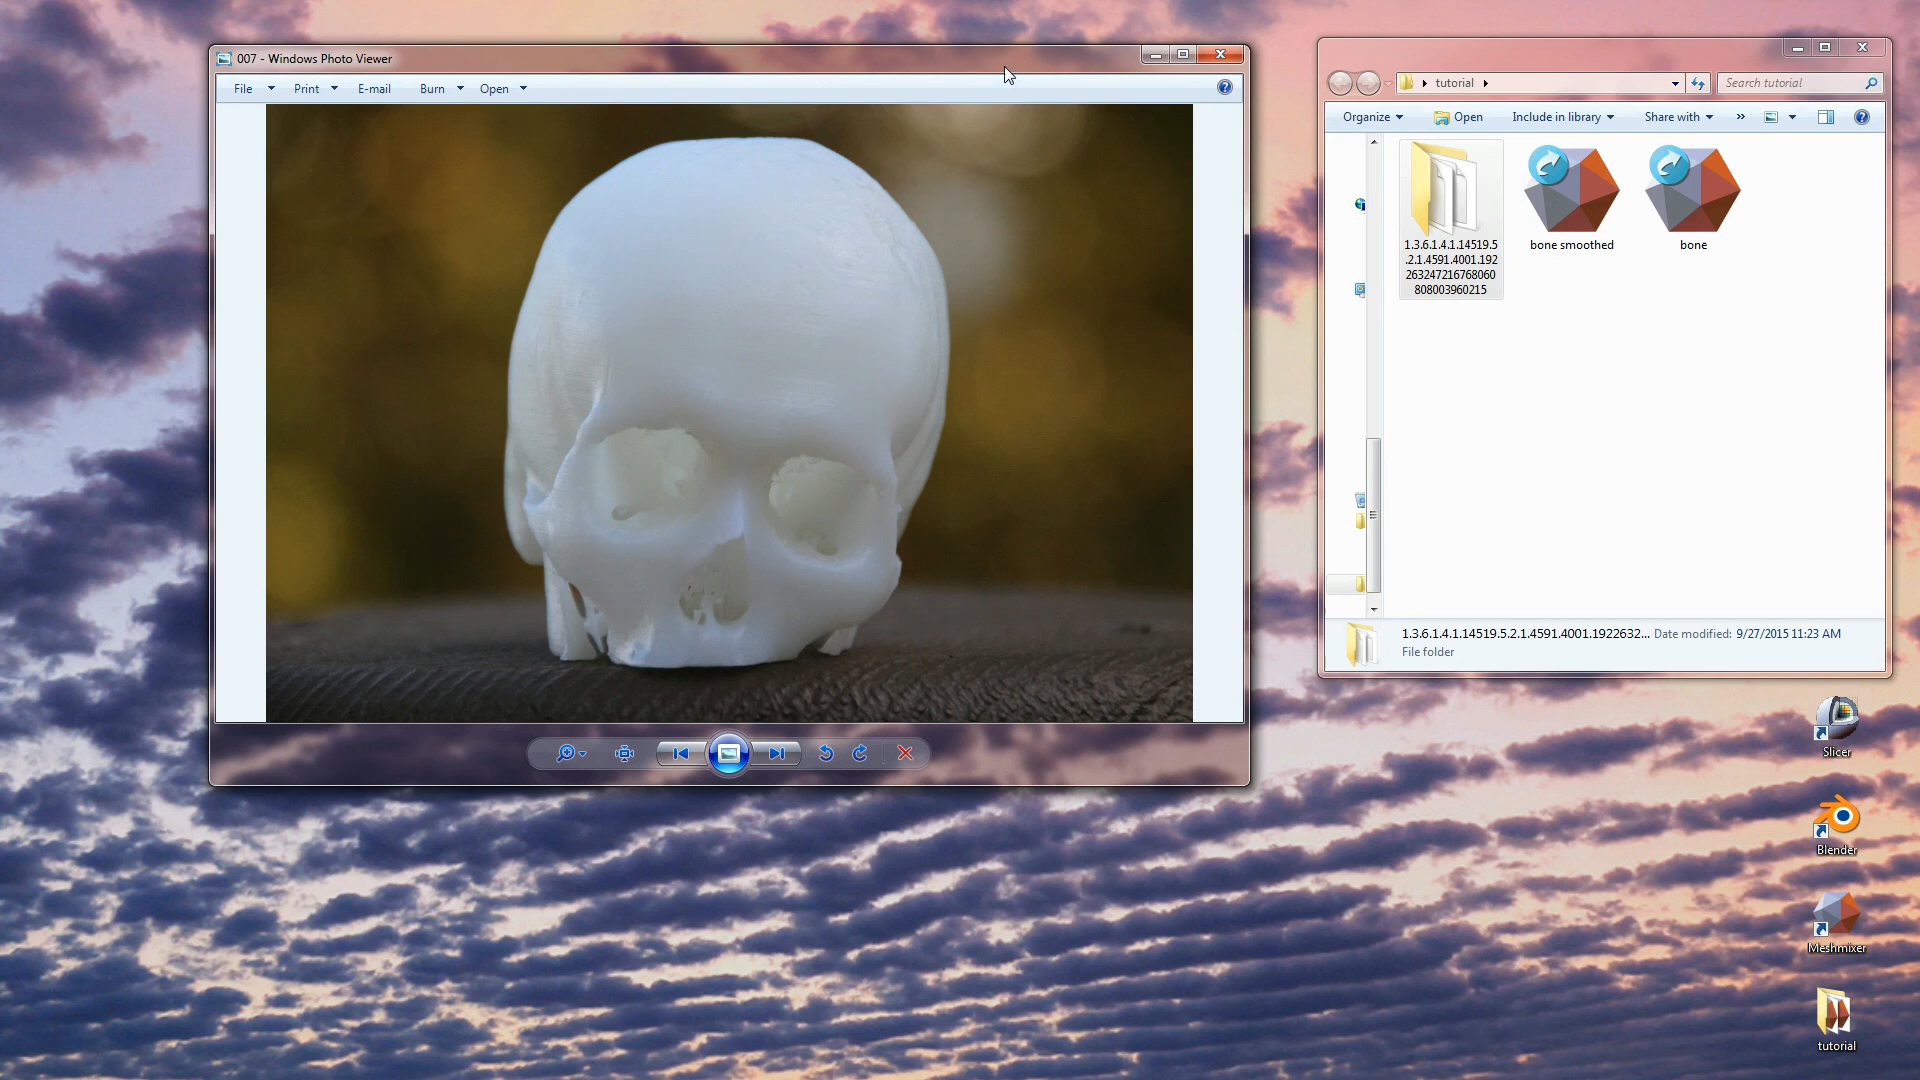 007 - Windows Photo Viewer
File Print E-mail Burn Open
tutorial
Search tutorial
Organize Open Include in library Share with »
1.3.6.1.4.1.14519.5
.2.1.4591.4001.192
263247216768060
808003960215
bone smoothed
bone
1.3.6.1.4.1.14519.5.2.1.4591.4001.1922632... Date modified: 9/27/2015 11:23 AM
File folder
Slicer
Blender
Meshmixer
tutorial